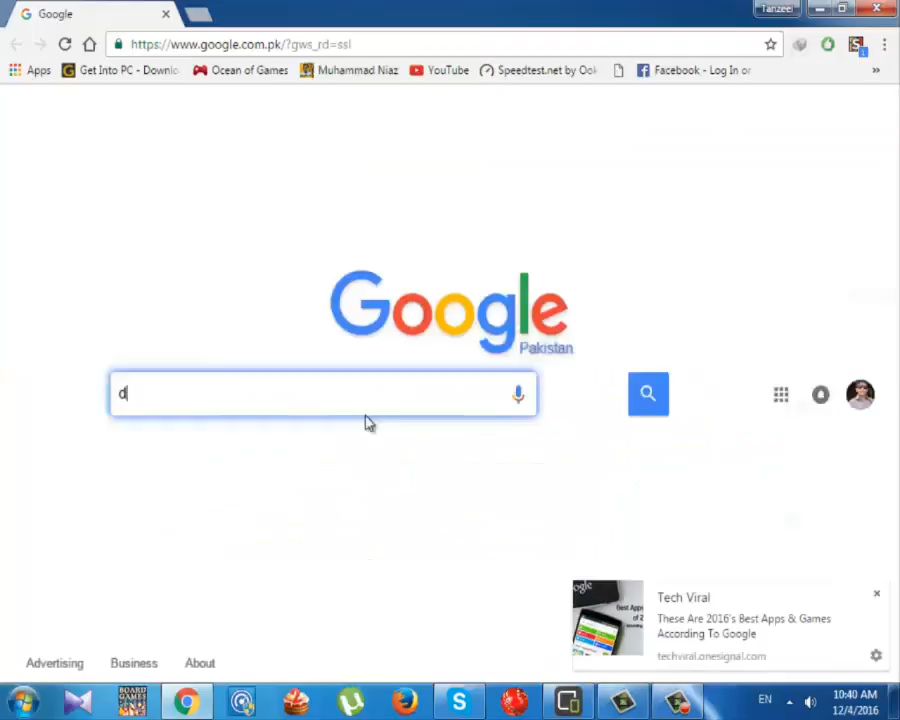 Google
Tanzeel
https://www.google.com.pk/?gws_rd=ssl
Apps
Get Into PC - Downlo
Ocean of Games
Muhammad Niaz
YouTube
Speedtest.net by Ook
Facebook - Log In or
»
Google
Pakistan
d
Tech Viral
These Are 2016's Best Apps & Games
According To Google
techviral.onesignal.com
Advertising
Business
About
EN
10:40 AM
12/4/2016